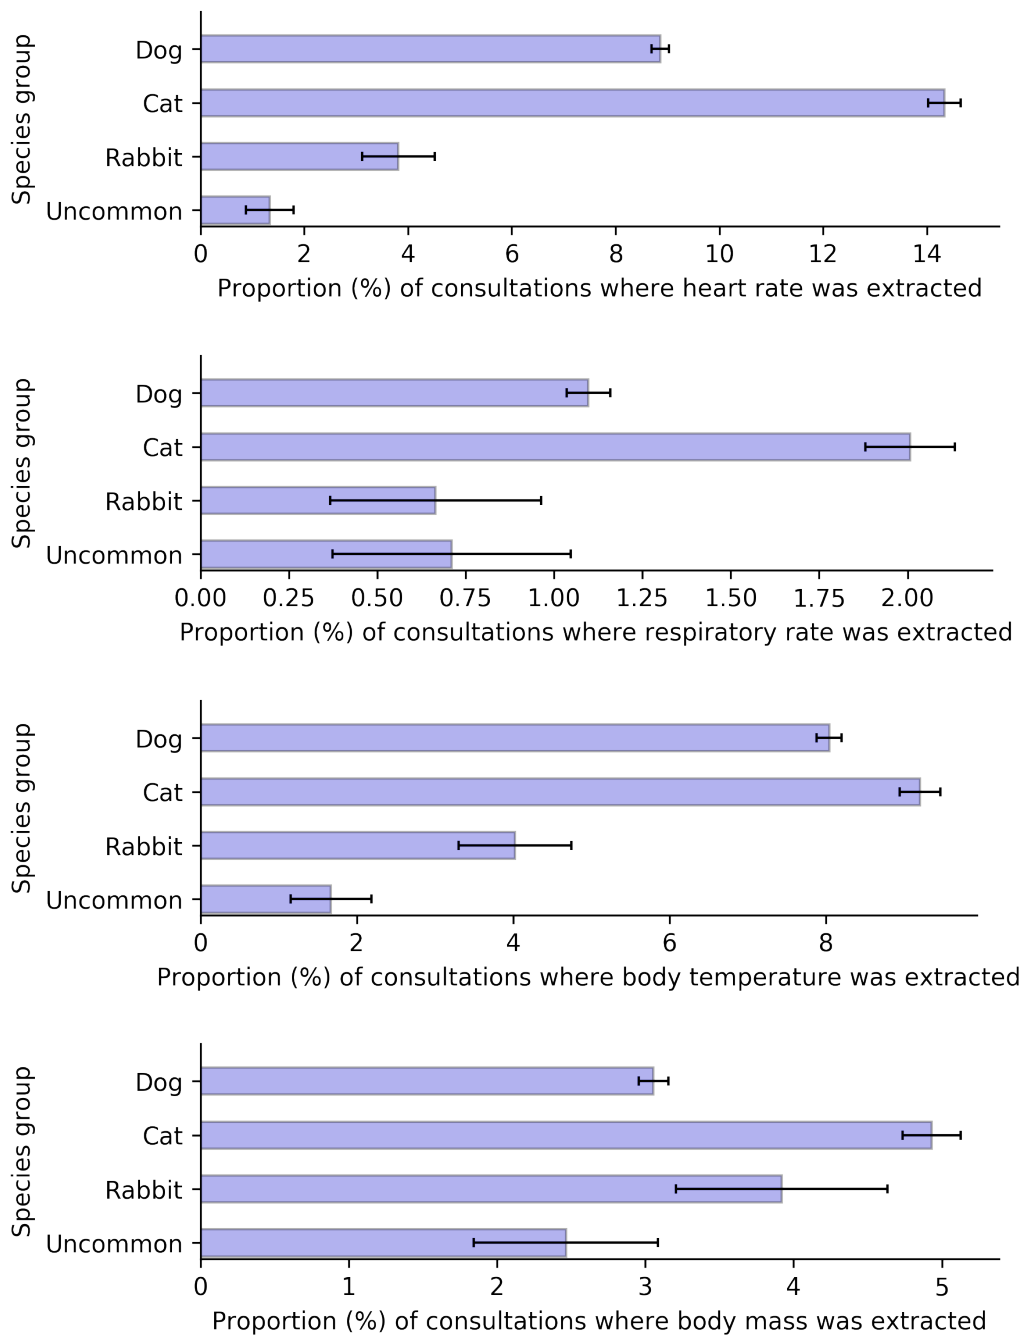 Species group
Dog
Cat
Rabbit
Uncommon
0 2 4 6 8 10 12 14
Proportion (%) of consultations where heart rate was extracted
Species group
Dog
Cat
Rabbit
Uncommon
0.00 0.25 0.50 0.75 1.00 1.25 1.50 1.75 2.00
Proportion (%) of consultations where respiratory rate was extracted
Species group
Dog
Cat
Rabbit
Uncommon
0 2 4 6 8
Proportion (%) of consultations where body temperature was extracted
Species group
Dog
Cat
Rabbit
Uncommon
0 1 2 3 4 5
Proportion (%) of consultations where body mass was extracted